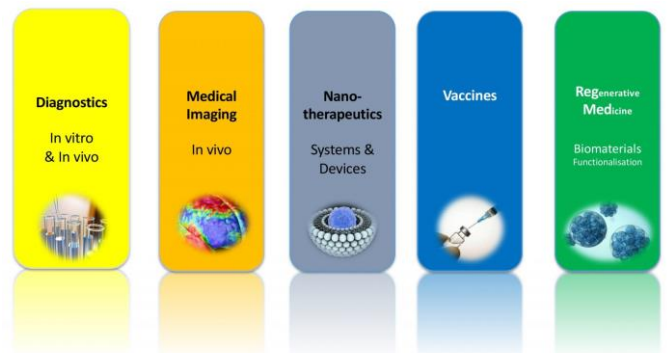 Diagnostics
In vitro
& In vivo
Medical
Imaging
In vivo
Nano-
therapeutics
Systems &
Devices
Vaccines
Regenerative
Medicine
Biomaterials
Functionalisation